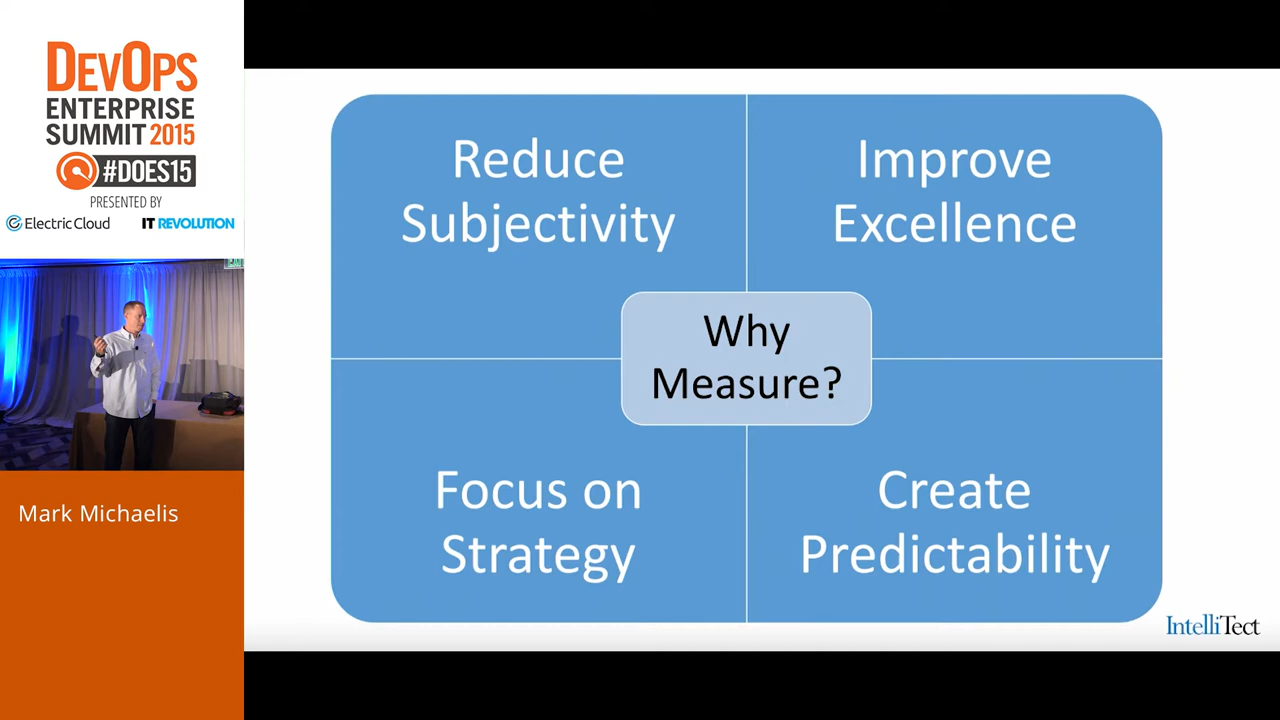 DEVOPS
ENTERPRISE
SUMMIT 2015
#DOES15
PRESENTED BY
Electric Cloud
IT REVOLUTION
Mark Michaelis
Reduce
Subjectivity
Improve
Excellence
Why
Measure?
Focus on
Strategy
Create
Predictability
IntelliTect